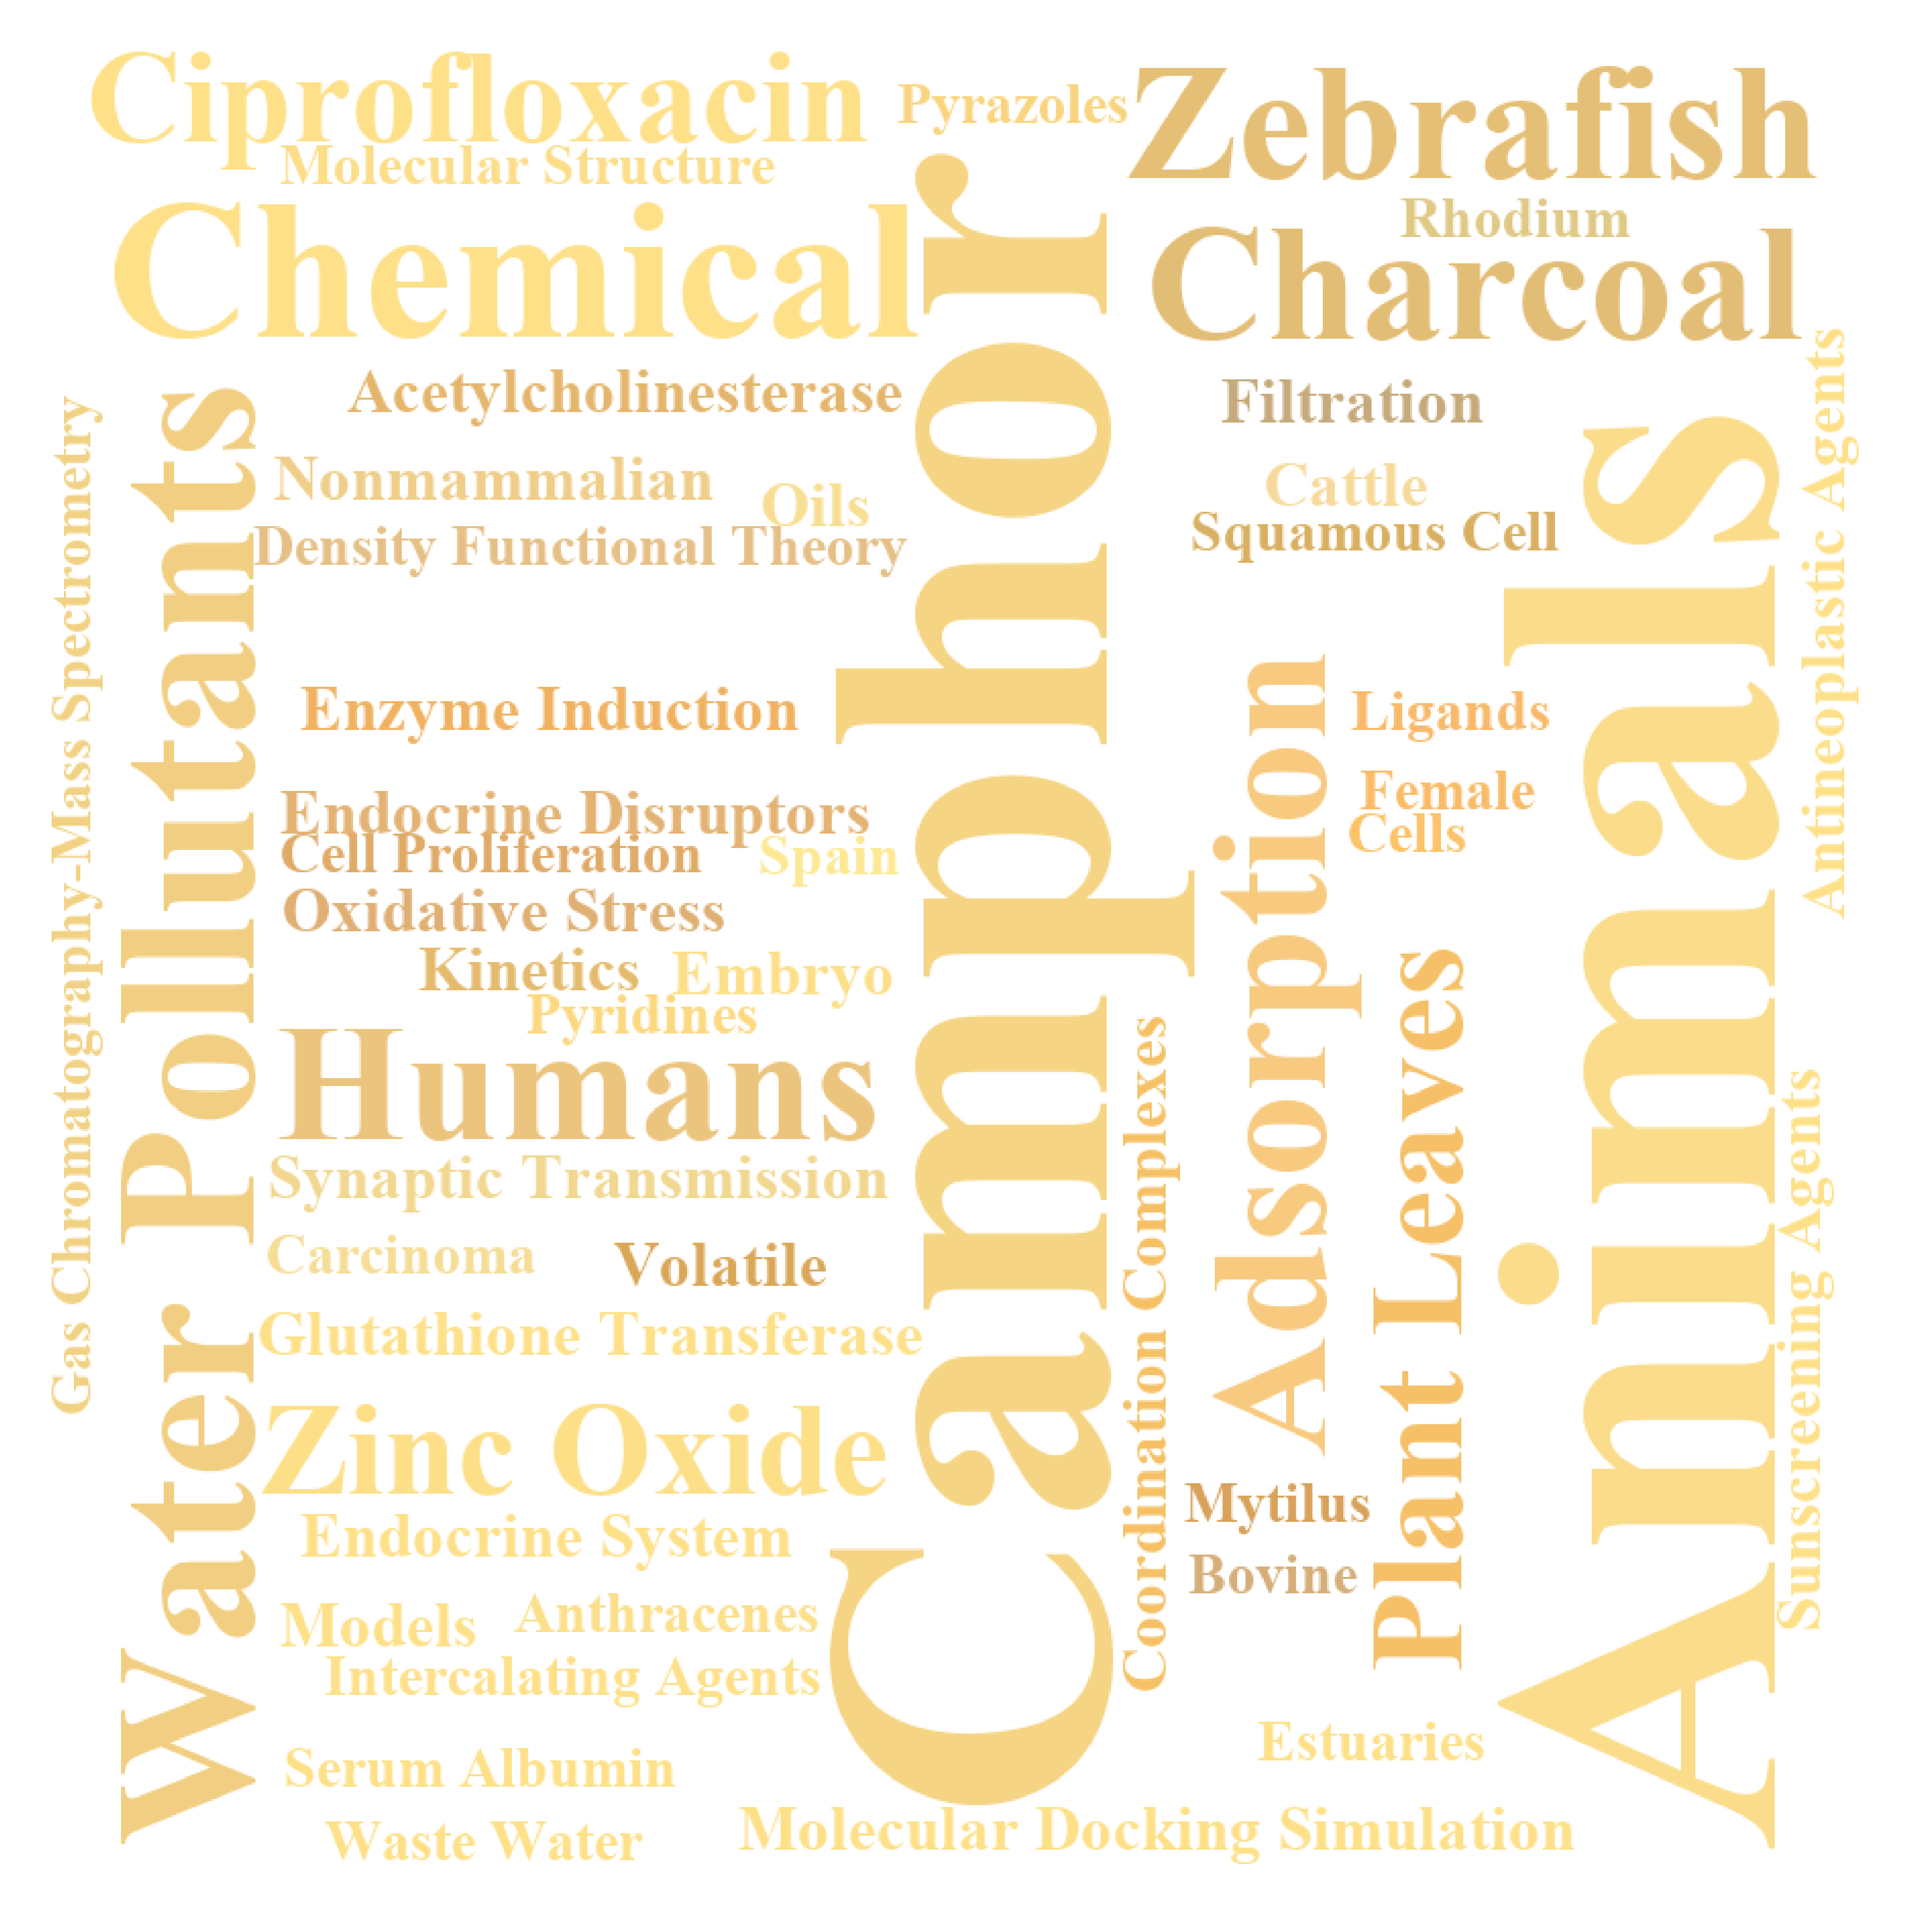 Ciprofloxacin
Pyrazoles
Zebrafish
Molecular Structure
Rhodium
Chemical
Charcoal
Camphor
Acetylcholinesterase
Filtration
Antineoplastic Agents
Gas Chromatography-Mass Spectrometry
Water Pollutants
Nonmammalian
Oils
Cattle
Density Functional Theory
Squamous Cell
Animals
Enzyme Induction
Adsorption
Ligands
Endocrine Disruptors
Female
Cell Proliferation
Spain
Cells
Oxidative Stress
Kinetics
Embryo
Plant Leaves
Pyridines
Humans
Coordination Complexes
Sunscreening Agents
Synaptic Transmission
Carcinoma
Volatile
Glutathione Transferase
Zinc Oxide
Mytilus
Endocrine System
Bovine
Models
Anthracenes
Intercalating Agents
Estuaries
Serum Albumin
Waste Water
Molecular Docking Simulation